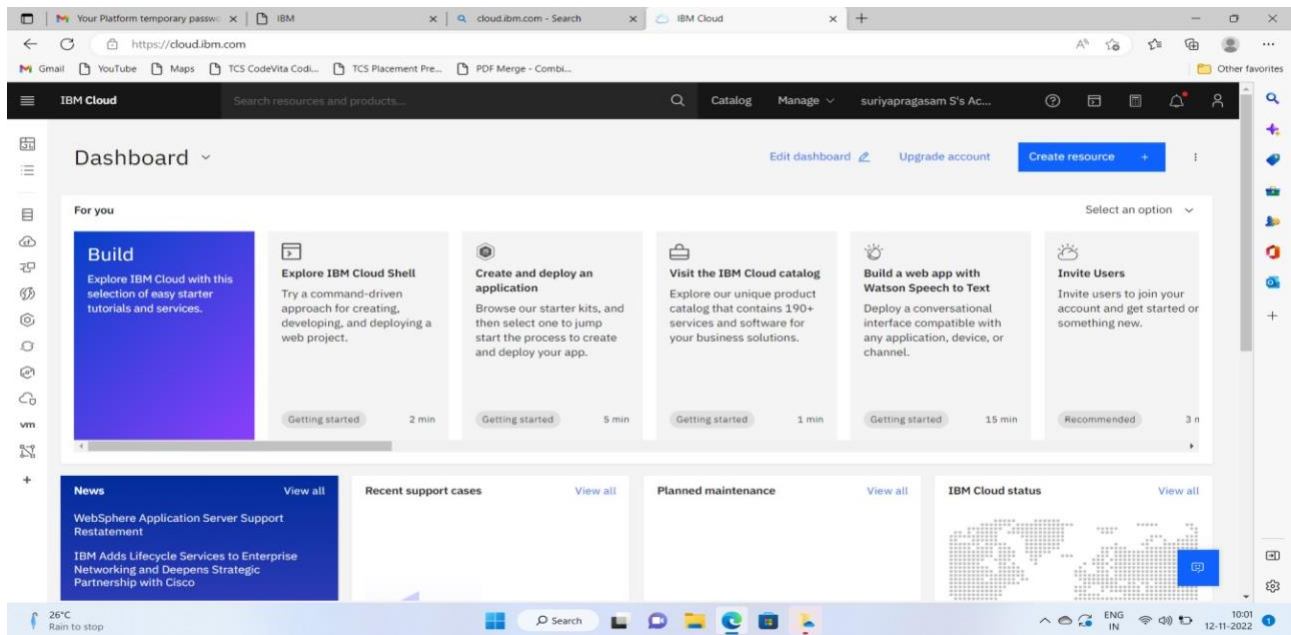 Your Platform temporary passwo
IBM
cloud.ibm.com - Search
IBM Cloud
https://cloud.ibm.com
Gmail
YouTube
Maps
TCS CodeVita Codi...
TCS Placement Pre...
PDF Merge - Combi...
Other favorites
IBM Cloud
Search resources and products...
Catalog
Manage
suriyapragasam S's Ac...
Dashboard
Edit dashboard
Upgrade account
Create resource +
For you
Select an option
Build
Explore IBM Cloud with this
selection of easy starter
tutorials and services.
Explore IBM Cloud Shell
Try a command-driven
approach for creating,
developing, and deploying a
web project.
Getting started
2 min
Create and deploy an
application
Browse our starter kits, and
then select one to jump
start the process to create
and deploy your app.
Getting started
5 min
Visit the IBM Cloud catalog
Explore our unique product
catalog that contains 190+
services and software for
your business solutions.
Getting started
1 min
Build a web app with
Watson Speech to Text
Deploy a conversational
interface compatible with
any application, device, or
channel.
Getting started
15 min
Invite Users
Invite users to join your
account and get started or
something new.
Recommended
3 n
vm
News
View all
WebSphere Application Server Support
Restatement
IBM Adds Lifecycle Services to Enterprise
Networking and Deepens Strategic
Partnership with Cisco
Recent support cases
View all
Planned maintenance
View all
IBM Cloud status
View all
26°C
Rain to stop
Search
ENG
IN
10:01
12-11-2022
1